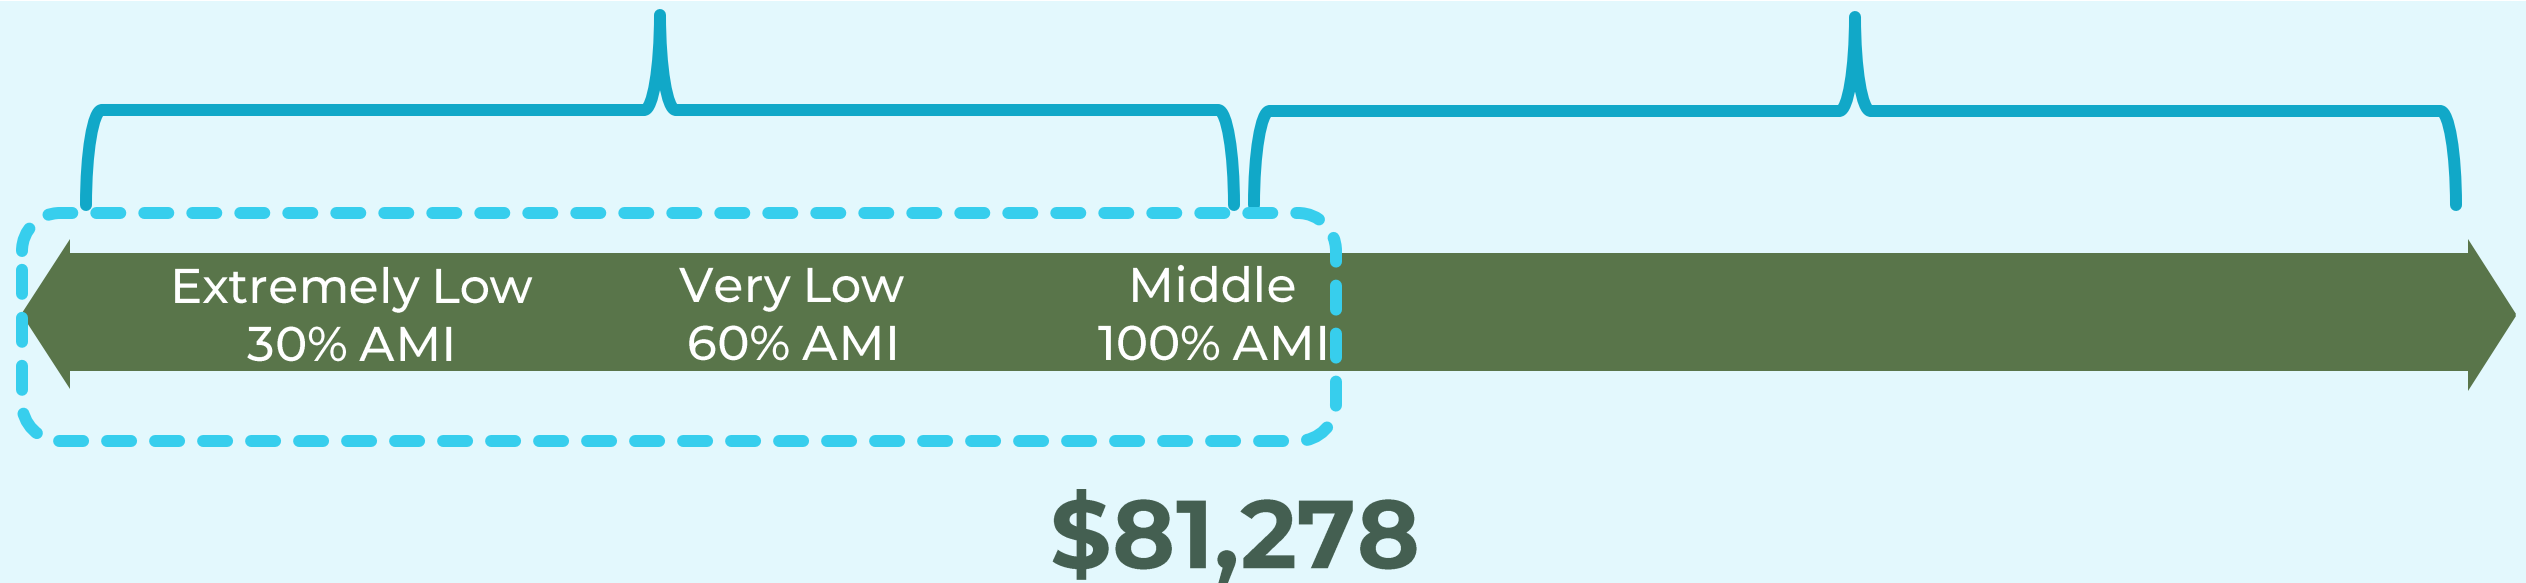 Extremely Low
30% AMI
Very Low
60% AMI
Middle
100% AMI
$81,278